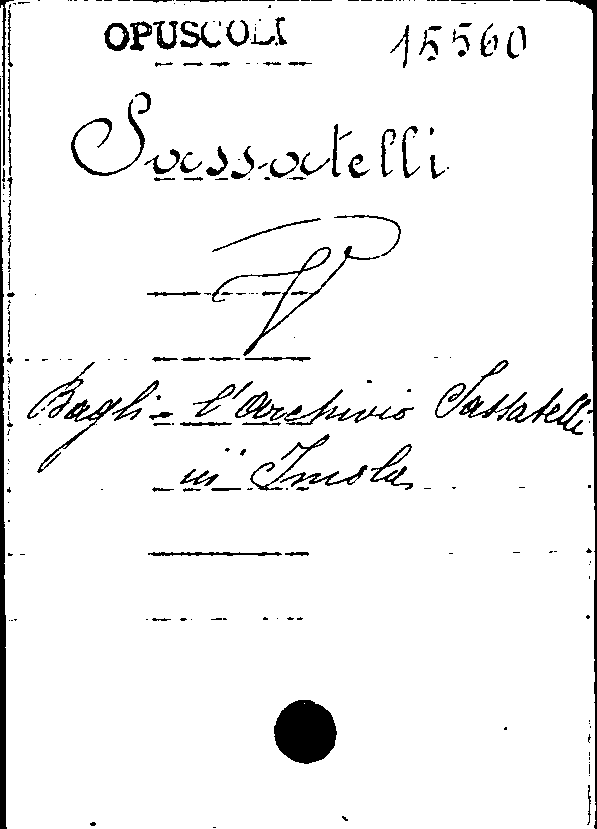 OPUSCOLI 15560
Sassatelli
V
Bagli - l'Archivio Sassatelli
in Imola